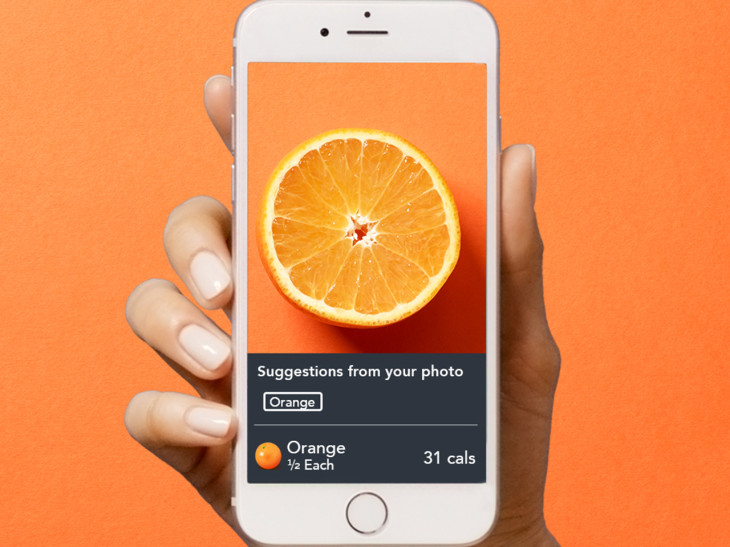 Suggestions from your photo
Orange
Orange
½ Each
31 cals